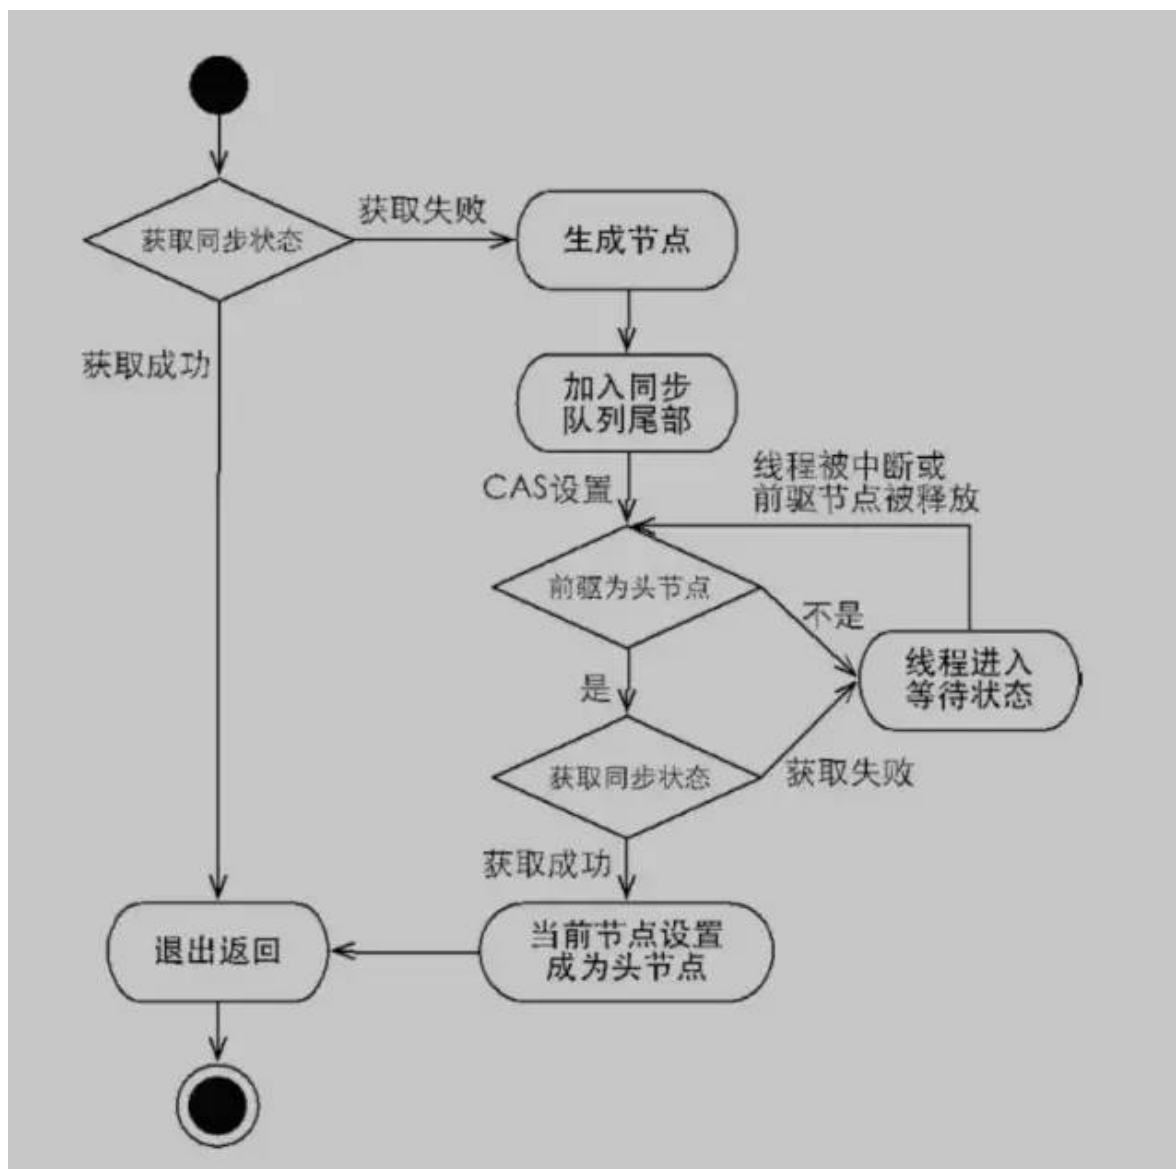 获取失败
获取同步状态
生成节点
获取成功
加入同步
队列尾部
CAS设置
线程被中断或
前驱节点被释放
前驱为头节点
不是
线程进入
等待状态
是
获取同步状态
获取失败
获取成功
当前节点设置
成为头节点
退出返回